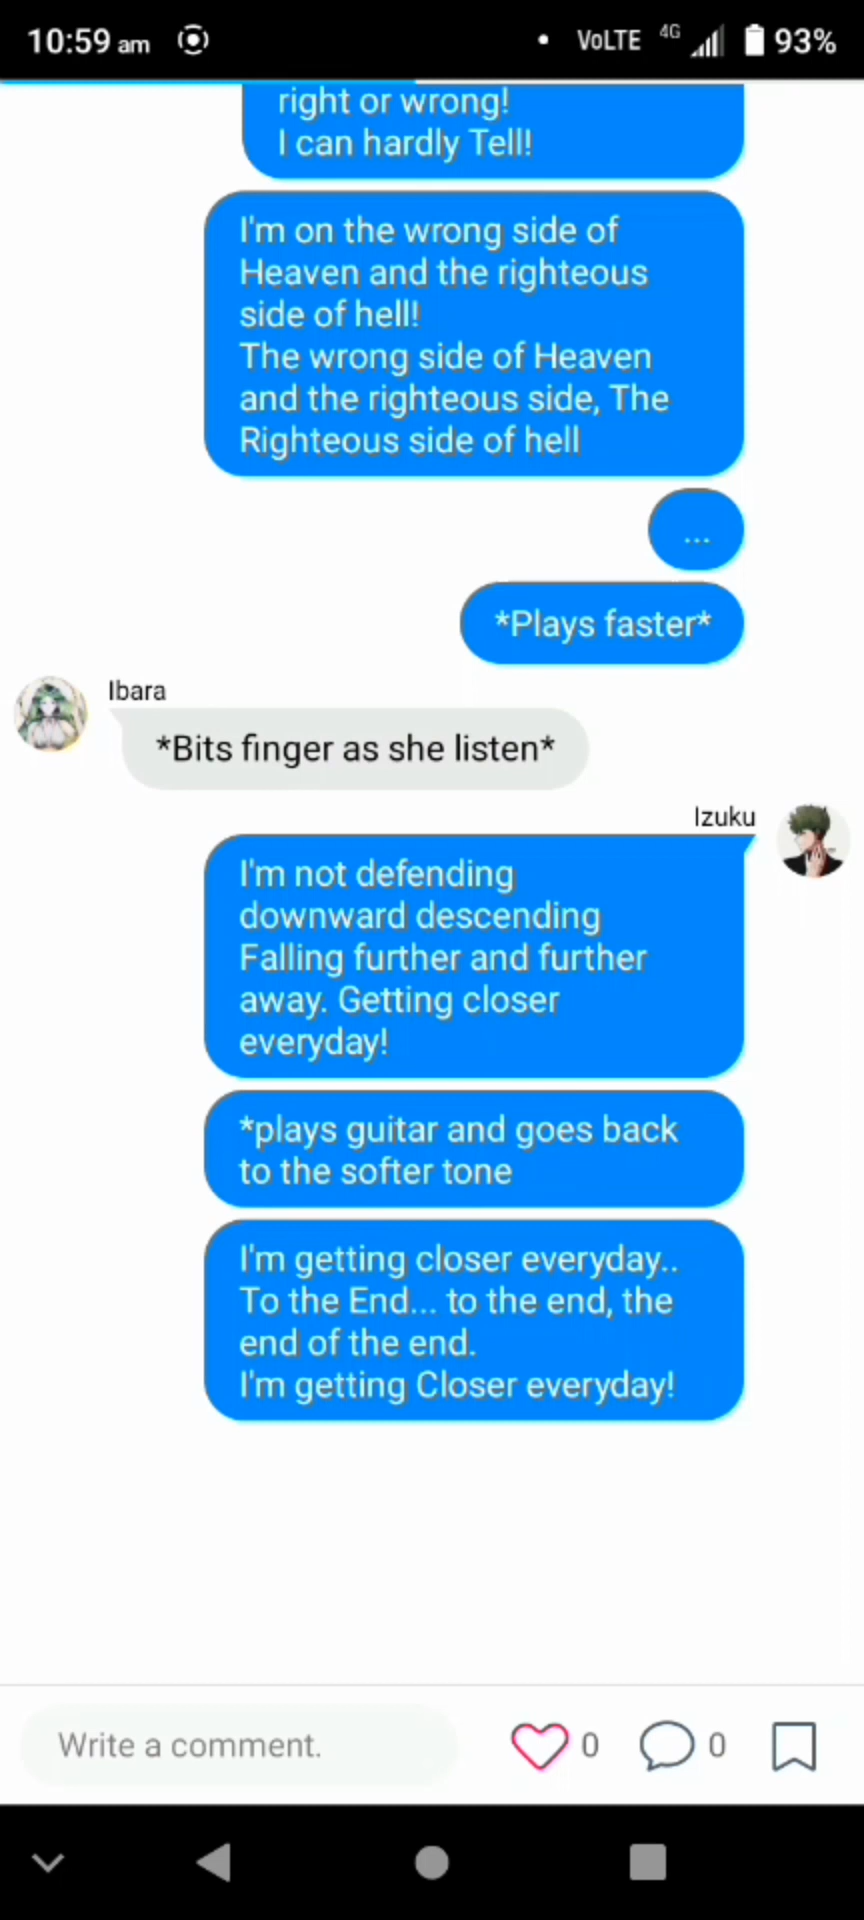 10:59 am
VoLTE 4G 93%
right or wrong!
I can hardly Tell!
I'm on the wrong side of
Heaven and the righteous
side of hell!
The wrong side of Heaven
and the righteous side, The
Righteous side of hell
...
*Plays faster*
Ibara
*Bits finger as she listen*
Izuku
I'm not defending
downward descending
Falling further and further
away. Getting closer
everyday!
*plays guitar and goes back
to the softer tone
I'm getting closer everyday..
To the End... to the end, the
end of the end.
I'm getting Closer everyday!
Write a comment. 0 0